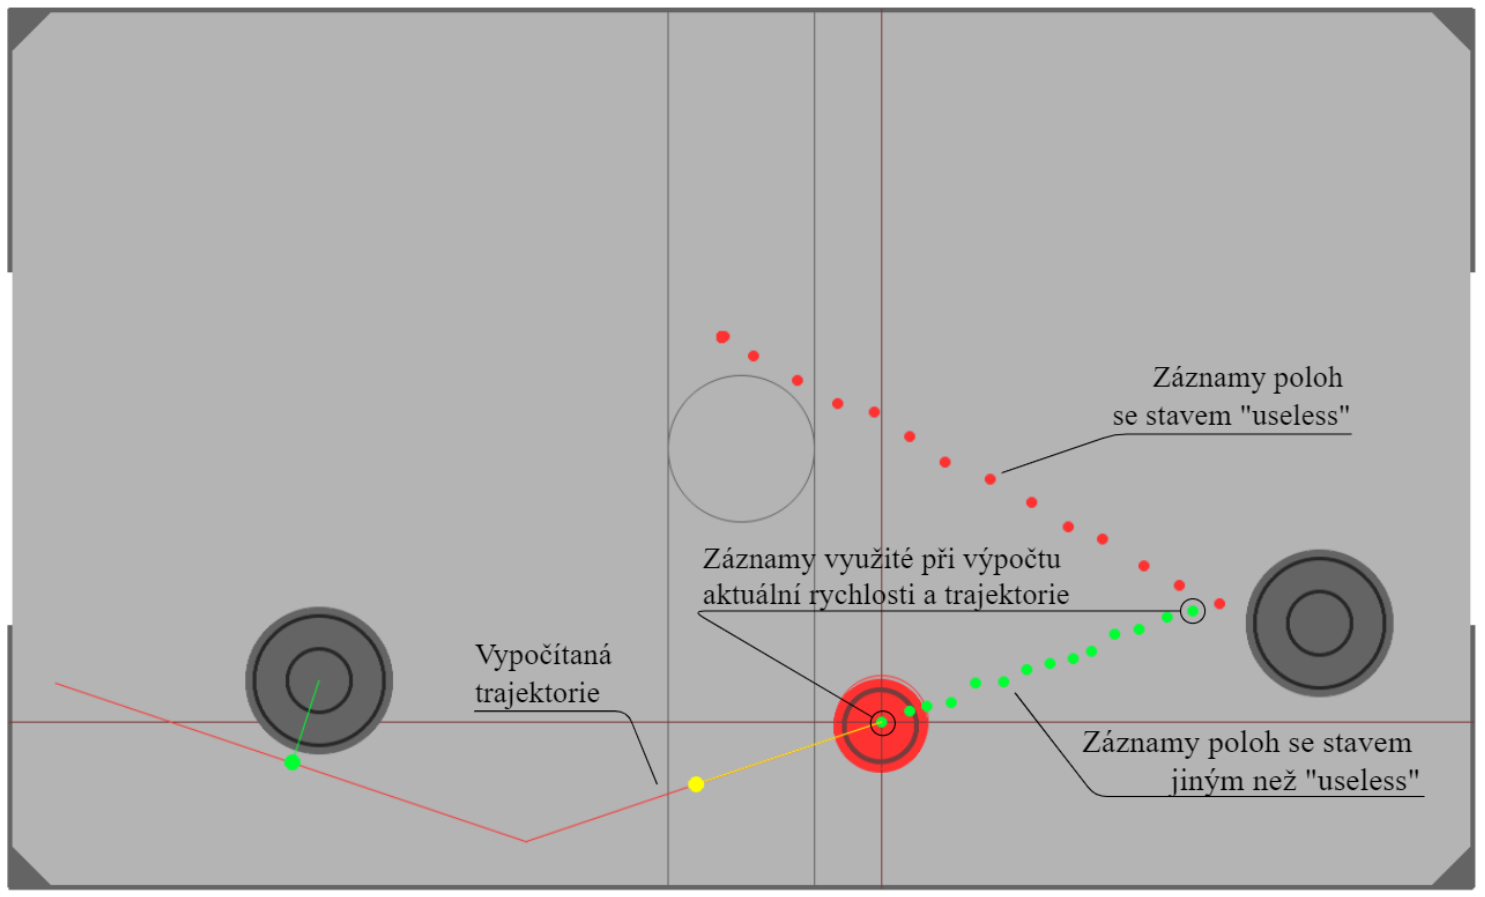 Záznamy poloh
se stavem "useless"
Záznamy využité při výpočtu
aktuální rychlosti a trajektorie
Vypočítaná
trajektorie
Záznamy poloh se stavem
jiným než "useless"